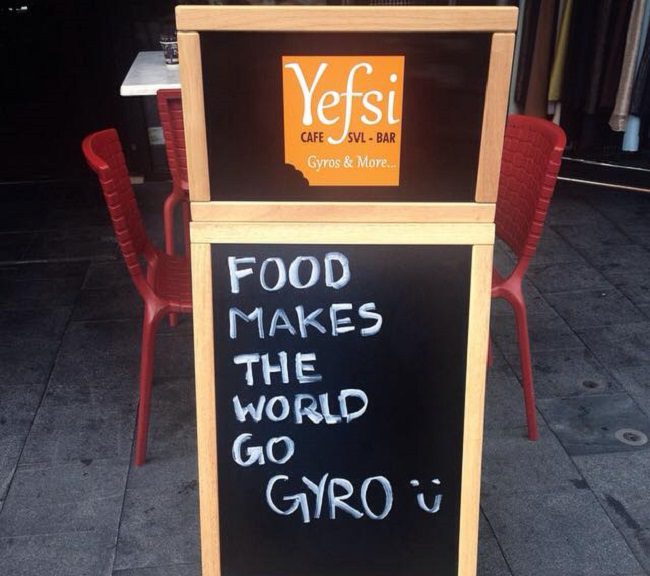 Yefsi
CAFE SVL - BAR
Gyros & More...
FOOD
MAKES
THE
WORLD
GO
GYRO Ü